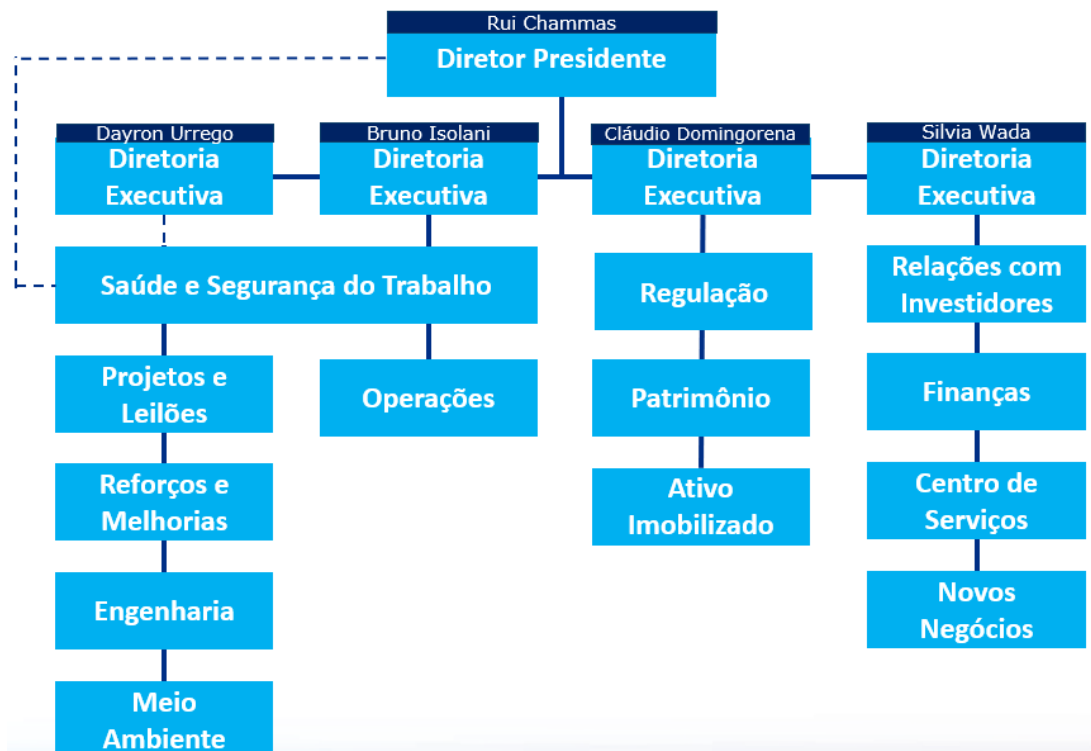 Rui Chammas
Diretor Presidente
Dayron Urrego
Diretoria
Executiva
Bruno Isolani
Diretoria
Executiva
Cláudio Domingorena
Diretoria
Executiva
Silvia Wada
Diretoria
Executiva
Saúde e Segurança do Trabalho
Regulação
Relações com
Investidores
Projetos e
Leilões
Operações
Patrimônio
Finanças
Reforços e
Melhorias
Ativo
Imobilizado
Centro de
Serviços
Engenharia
Novos
Negócios
Meio
Ambiente